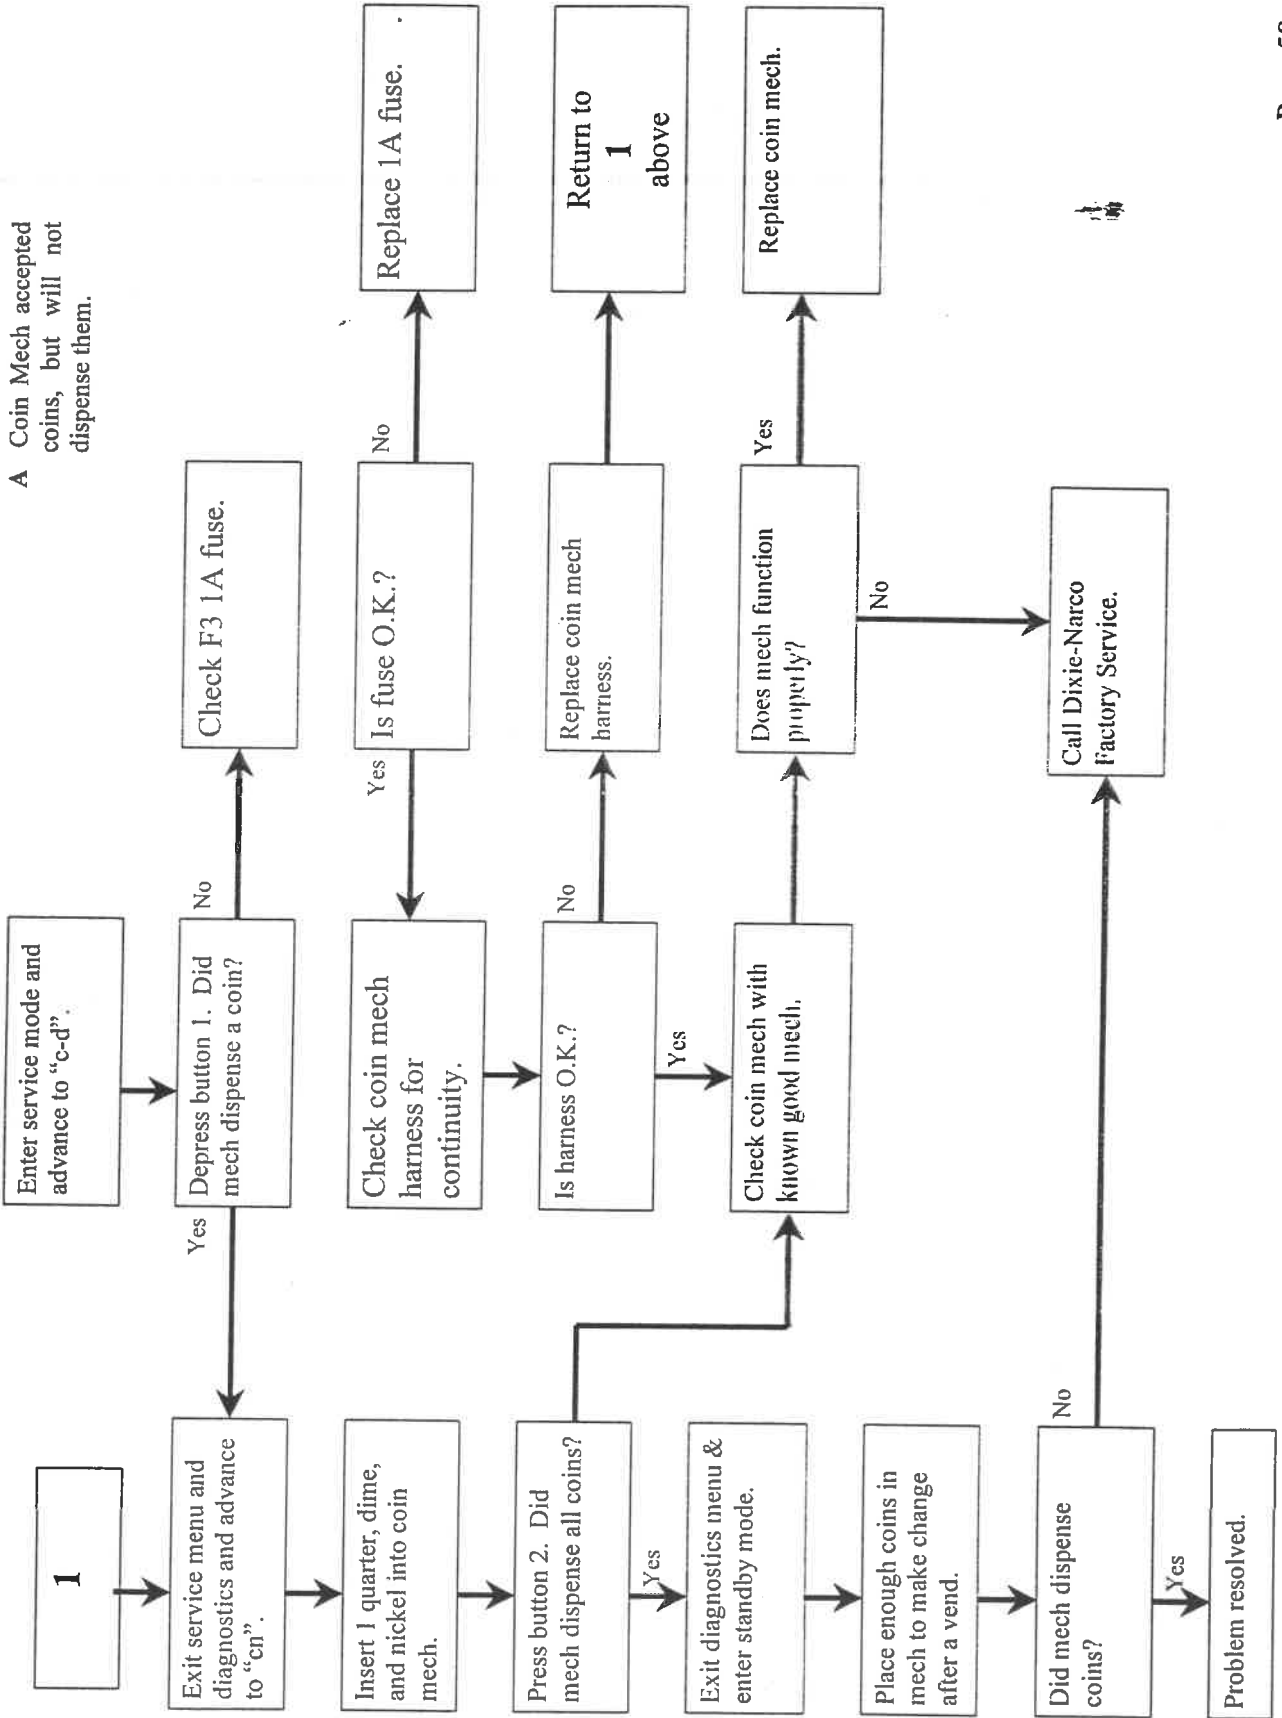 A Coin Mech accepted
coins, but will not
dispense them.
Enter service mode and
advance to “c-d”.
Yes
Depress button 1. Did
mech dispense a coin?
No
Check F3 1A fuse.
1
Exit service menu and
diagnostics and advance
to “cn”.
Insert 1 quarter, dime,
and nickel into coin
mech.
Press button 2. Did
mech dispense all coins?
Yes
Exit diagnostics menu &
enter standby mode.
Place enough coins in
mech to make change
after a vend.
Did mech dispense
coins?
No
Yes
Problem resolved.
Check coin mech
harness for
continuity.
Yes
Is fuse O.K.?
No
Replace 1A fuse.
Is harness O.K.?
No
Yes
Replace coin mech
harness.
Return to
1
above
Check coin mech with
known good mech.
Does mech function
properly?
Yes
No
Replace coin mech.
Call Dixie-Narco
Factory Service.